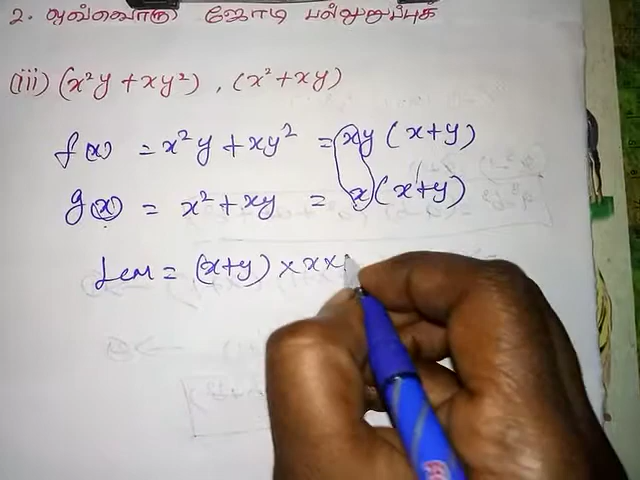 2. ஒவ்வொரு ஜோடி பல்லுறுப்புக்
(iii) (x²y + xy²) , (x² + xy)
f(x) = x²y + xy² = xy (x+y)
g(x) = x² + xy = x (x+y)
Lcm = (x+y) × x ×